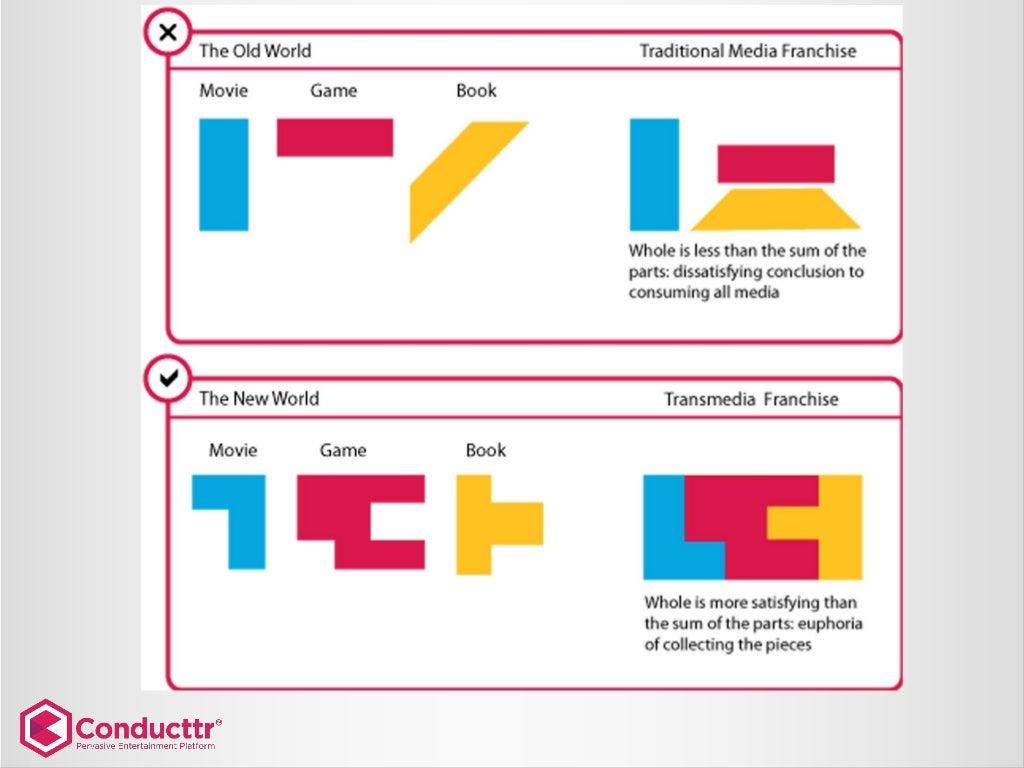 The Old World
Traditional Media Franchise
Movie Game Book
Whole is less than the sum of the
parts: dissatisfying conclusion to
consuming all media
The New World
Transmedia Franchise
Movie Game Book
Whole is more satisfying than
the sum of the parts: euphoria
of collecting the pieces
Conducttr®
Pervasive Entertainment Platform